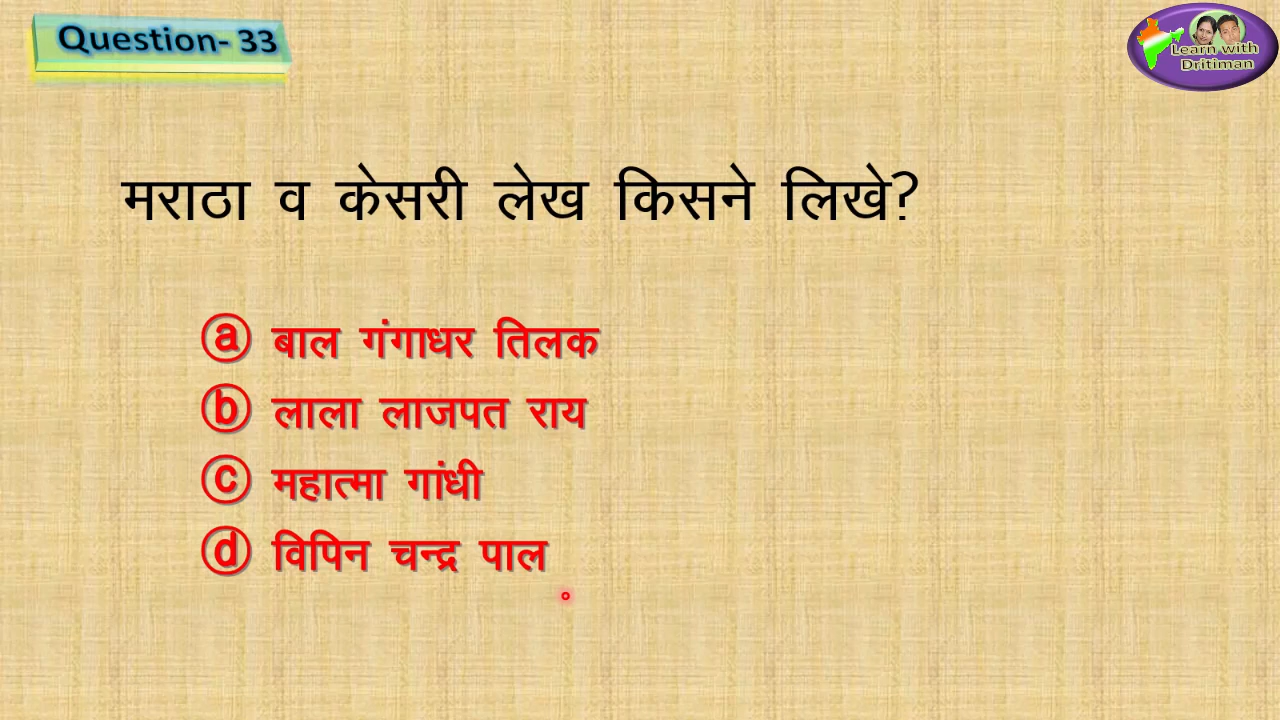 Question- 33
Learn with
Dritiman
मराठा व केसरी लेख किसने लिखे?
ⓐ बाल गंगाधर तिलक
ⓑ लाला लाजपत राय
ⓒ महात्मा गांधी
ⓓ विपिन चन्द्र पाल